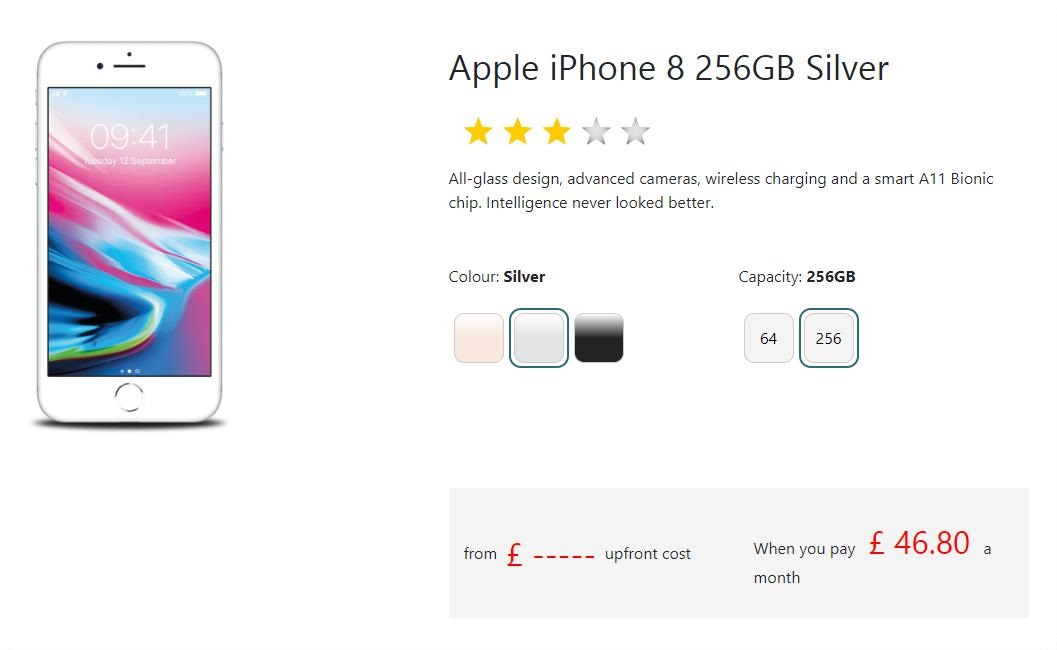 Apple iPhone 8 256GB Silver
09:41
Tuesday 12 September
All-glass design, advanced cameras, wireless charging and a smart A11 Bionic
chip. Intelligence never looked better.
Colour: Silver
Capacity: 256GB
64
256
from £ ----- upfront cost
When you pay £ 46.80 a
month